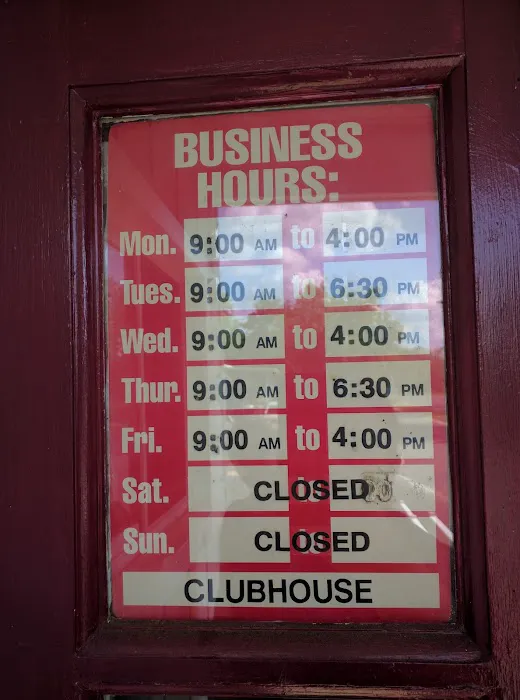 BUSINESS
HOURS:
Mon. 9:00 AM to 4:00 PM
Tues. 9:00 AM to 6:30 PM
Wed. 9:00 AM to 4:00 PM
Thur. 9:00 AM to 6:30 PM
Fri. 9:00 AM to 4:00 PM
Sat. CLOSED
Sun. CLOSED
CLUBHOUSE